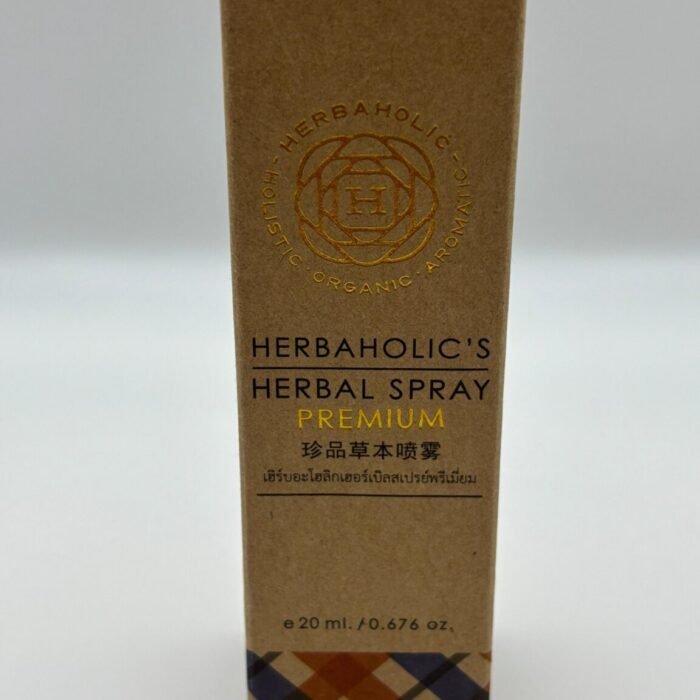 HERBAHOLIC
HOLISTIC · ORGANIC · AROMATIC
H
HERBAHOLIC'S
HERBAL SPRAY
PREMIUM
珍品草本喷雾
เฮิร์บอะโฮลิกเฮอร์เบิลสเปรย์พรีเมี่ยม
e 20 ml. / 0.676 oz.